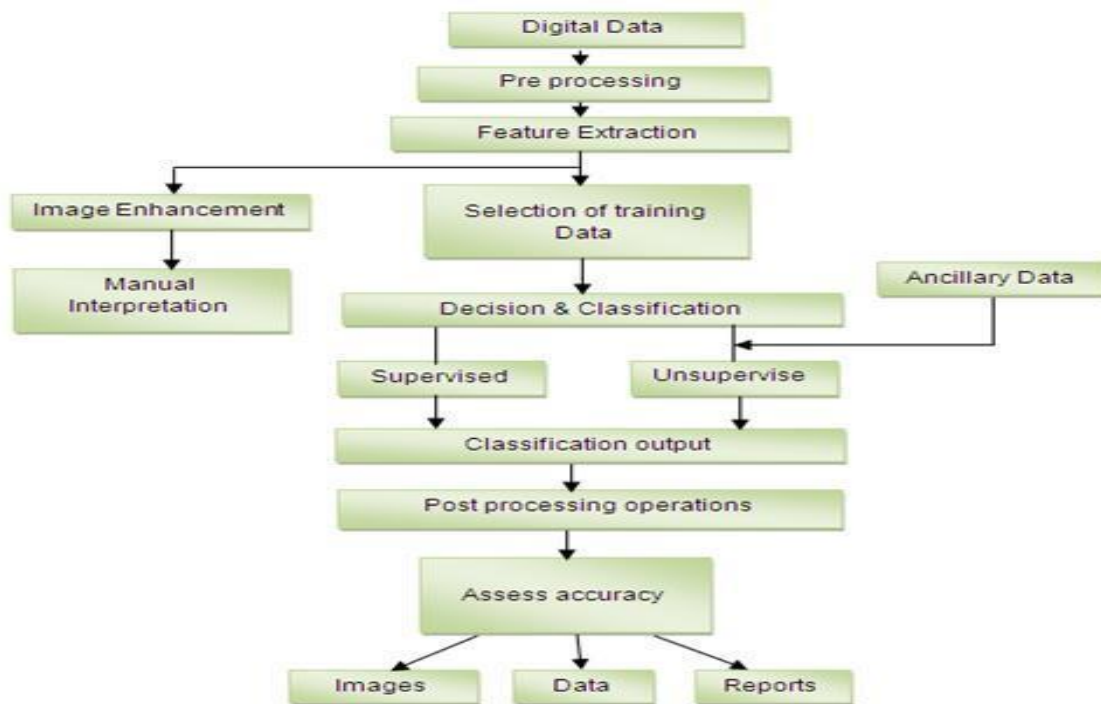 Digital Data
Pre processing
Feature Extraction
Image Enhancement
Selection of training
Data
Manual
Interpretation
Ancillary Data
Decision & Classification
Supervised
Unsupervise
Classification output
Post processing operations
Assess accuracy
Images
Data
Reports